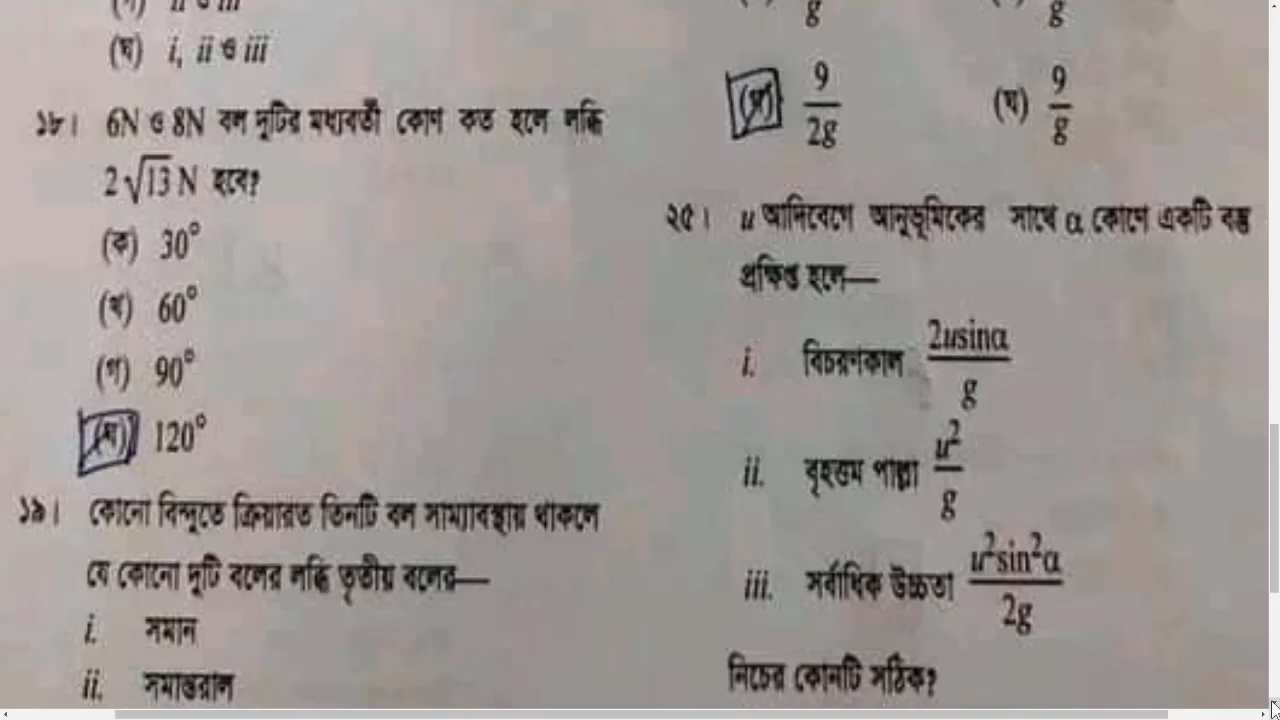 (গ) ii ও iii
(ঘ) i, ii ও iii
১৮। 6N ও 8N বল দুটির মধ্যবর্তী কোণ কত হলে লব্ধি
2√13 N হবে?
(ক) 30°
(খ) 60°
(গ) 90°
(ঘ) 120°
১৯। কোনো বিন্দুতে ক্রিয়ারত তিনটি বল সাম্যাবস্থায় থাকলে
যে কোনো দুটি বলের লব্ধি তৃতীয় বলের—
i. সমান
ii. সমান্তরাল
g g
(গ) 9/2g (ঘ) 9/g
২৫। u আদিবেগে আনুভূমিকের সাথে α কোণে একটি বস্তু
প্রক্ষিপ্ত হলে—
i. বিচরণকাল 2usinα/g
ii. বৃহত্তম পাল্লা u²/g
iii. সর্বাধিক উচ্চতা u²sin²α/2g
নিচের কোনটি সঠিক?